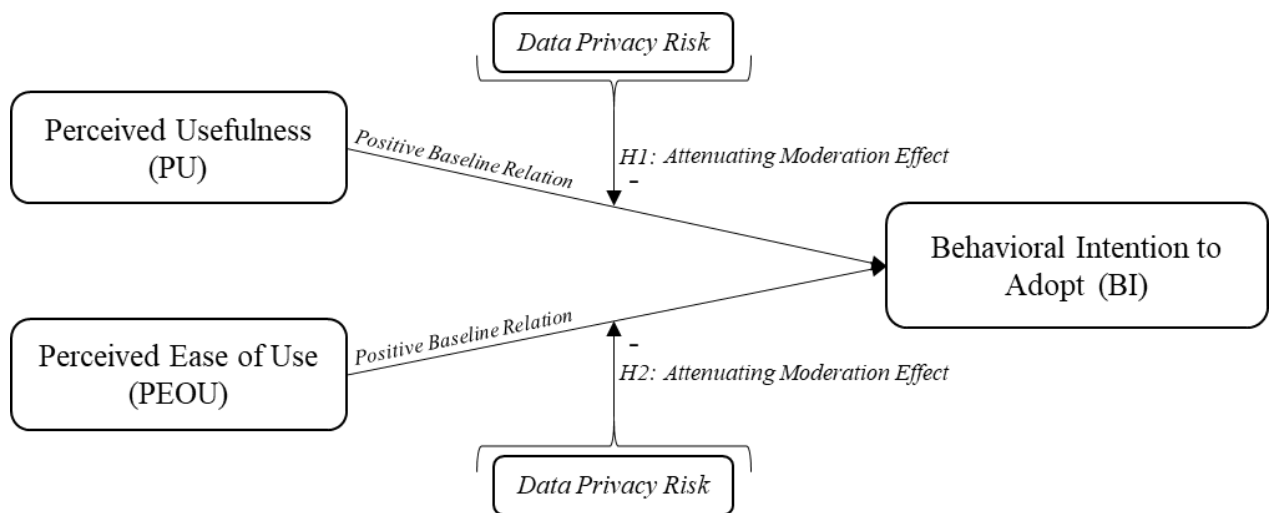 Data Privacy Risk
Perceived Usefulness
(PU)
Positive Baseline Relation
H1: Attenuating Moderation Effect
-
Behavioral Intention to
Adopt (BI)
Perceived Ease of Use
(PEOU)
Positive Baseline Relation
-
H2: Attenuating Moderation Effect
Data Privacy Risk